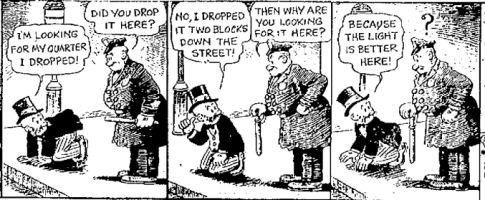 I'M LOOKING
FOR MY QUARTER
I DROPPED!
DID YOU DROP
IT HERE?
NO, I DROPPED
IT TWO BLOCKS
DOWN THE
STREET!
THEN WHY ARE
YOU LOOKING
FOR IT HERE?
BECAUSE
THE LIGHT
IS BETTER
HERE!
?